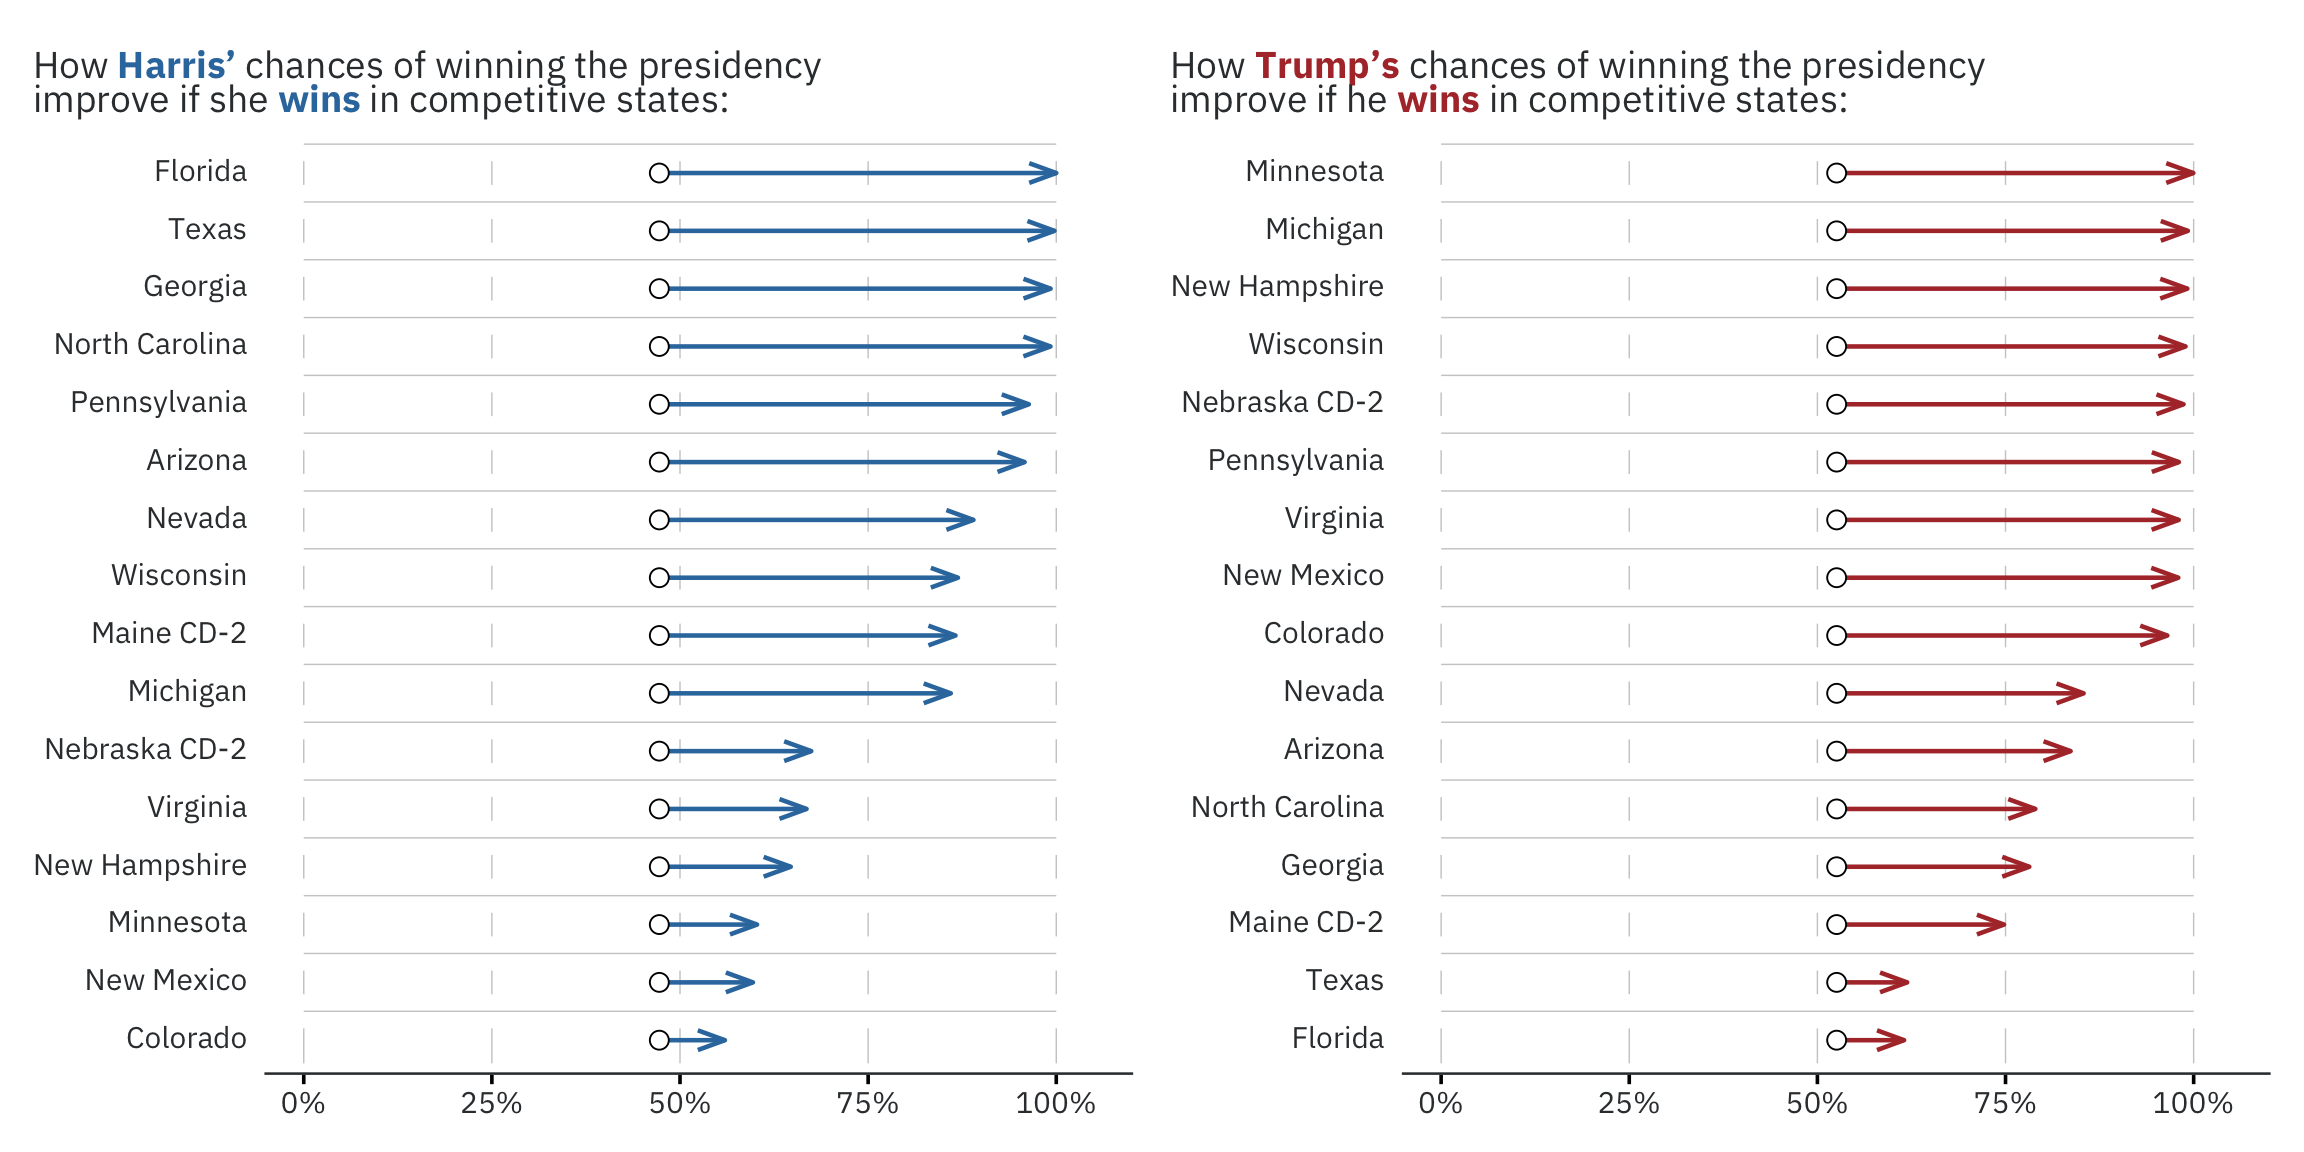 How Harris’ chances of winning the presidency
improve if she wins in competitive states:
Florida
Texas
Georgia
North Carolina
Pennsylvania
Arizona
Nevada
Wisconsin
Maine CD-2
Michigan
Nebraska CD-2
Virginia
New Hampshire
Minnesota
New Mexico
Colorado
0% 25% 50% 75% 100%
How Trump’s chances of winning the presidency
improve if he wins in competitive states:
Minnesota
Michigan
New Hampshire
Wisconsin
Nebraska CD-2
Pennsylvania
Virginia
New Mexico
Colorado
Nevada
Arizona
North Carolina
Georgia
Maine CD-2
Texas
Florida
0% 25% 50% 75% 100%